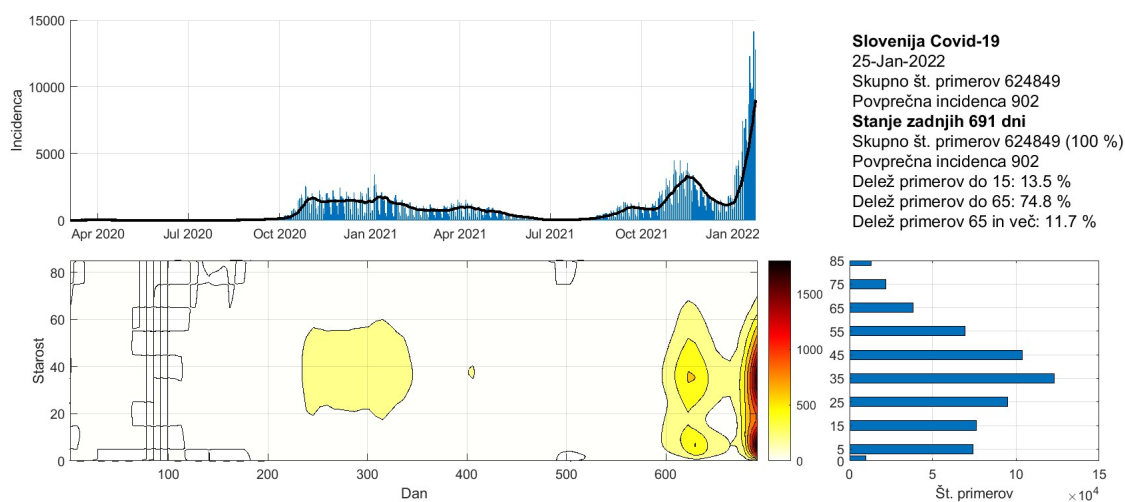 15000
10000
5000
0
Incidenca
Apr 2020 Jul 2020 Oct 2020 Jan 2021 Apr 2021 Jul 2021 Oct 2021 Jan 2022
Slovenija Covid-19
25-Jan-2022
Skupno št. primerov 624849
Povprečna incidenca 902
Stanje zadnjih 691 dni
Skupno št. primerov 624849 (100 %)
Povprečna incidenca 902
Delež primerov do 15: 13.5 %
Delež primerov do 65: 74.8 %
Delež primerov 65 in več: 11.7 %
80
60
40
20
0
Starost
100 200 300 400 500 600
Dan
1500
1000
500
0
85
75
65
55
45
35
25
15
5
0
0 5 10 15
Št. primerov
×10^4